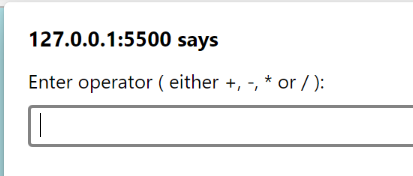 127.0.0.1:5500 says
Enter operator ( either +, -, * or / ):